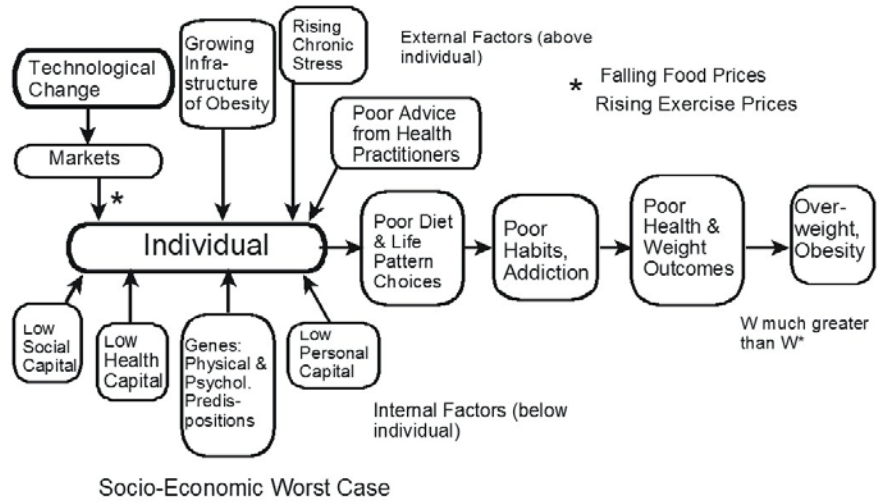 Technological
Change
Growing
Infra-
structure
of Obesity
Rising
Chronic
Stress
External Factors (above
individual)
*
Falling Food Prices
Rising Exercise Prices
Poor Advice
from Health
Practitioners
Markets
*
Individual
Poor Diet
& Life
Pattern
Choices
Poor
Habits,
Addiction
Poor
Health &
Weight
Outcomes
Over-
weight,
Obesity
W much greater
than W*
Low
Social
Capital
Low
Health
Capital
Genes:
Physical &
Psychol.
Predis-
positions
Low
Personal
Capital
Internal Factors (below
individual)
Socio-Economic Worst Case